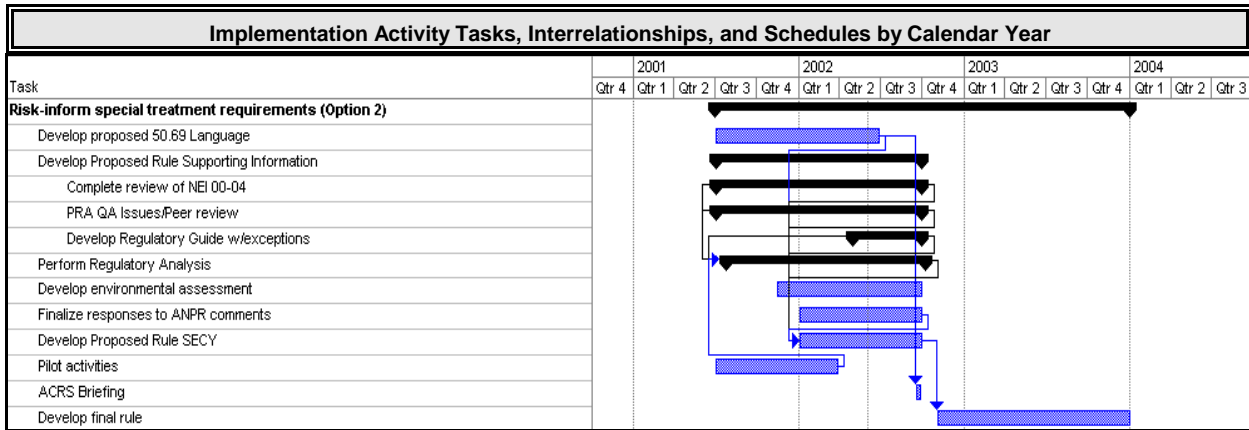 Implementation Activity Tasks, Interrelationships, and Schedules by Calendar Year
2001 2002 2003 2004
Task Qtr 4 Qtr 1 Qtr 2 Qtr 3 Qtr 4 Qtr 1 Qtr 2 Qtr 3 Qtr 4 Qtr 1 Qtr 2 Qtr 3 Qtr 4 Qtr 1 Qtr 2 Qtr 3
Risk-inform special treatment requirements (Option 2)
Develop proposed 50.69 Language
Develop Proposed Rule Supporting Information
Complete review of NEI 00-04
PRA QA Issues/Peer review
Develop Regulatory Guide w/exceptions
Perform Regulatory Analysis
Develop environmental assessment
Finalize responses to ANPR comments
Develop Proposed Rule SECY
Pilot activities
ACRS Briefing
Develop final rule